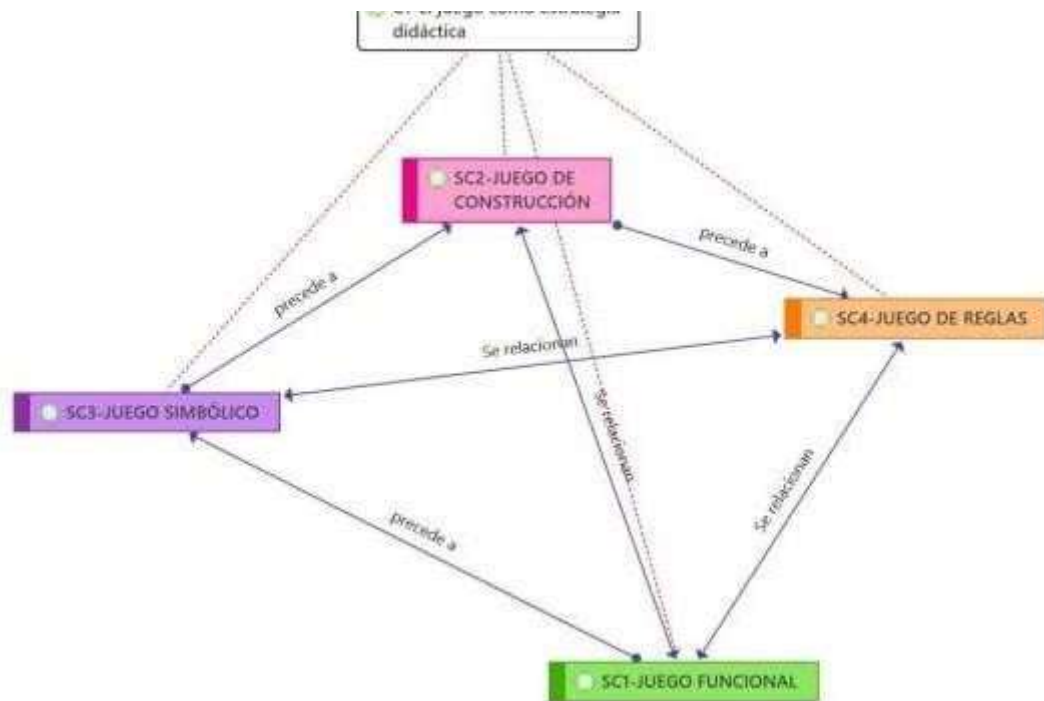 didáctica
SC2-JUEGO DE
CONSTRUCCIÓN
precede a
precede a
SC4-JUEGO DE REGLAS
Se relacionan
SC3-JUEGO SIMBÓLICO
Se relacionan
Se relacionan
precede a
SC1-JUEGO FUNCIONAL